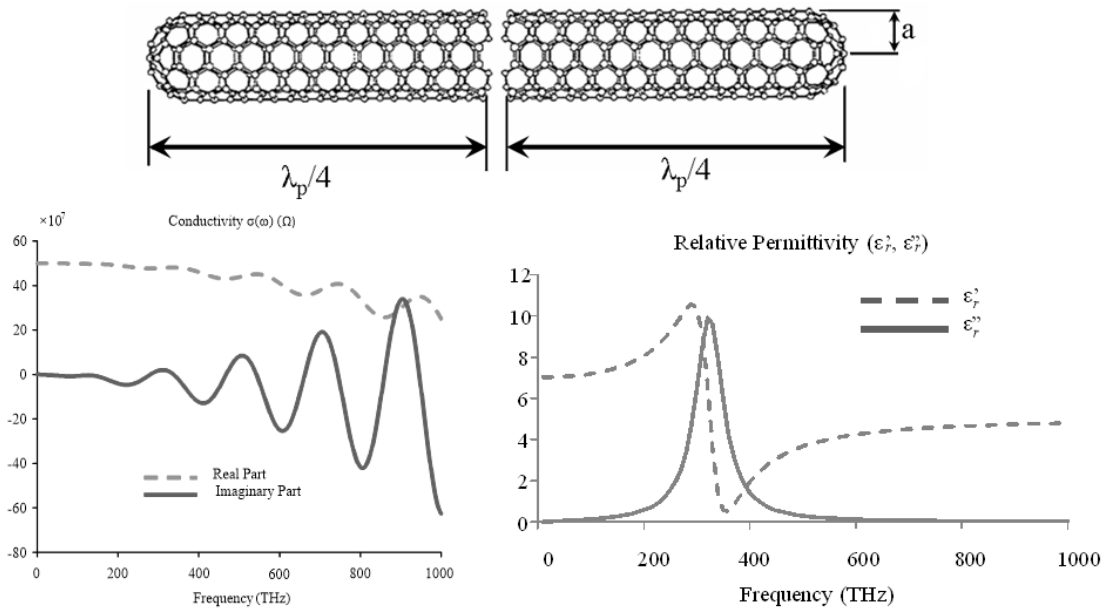 a
λp/4
λp/4
×10⁷
Conductivity σ(ω) (Ω)
60
40
20
0
-20
-40
-60
-80
Real Part
Imaginary Part
0
200
400
600
800
1000
Frequency (THz)
Relative Permittivity (εr’, εr”)
12
10
8
6
4
2
0
εr’
εr”
0
200
400
600
800
1000
Frequency (THz)